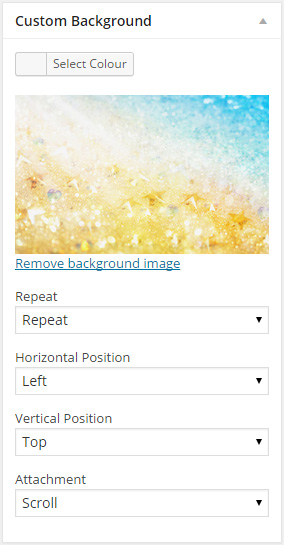 Custom Background
Select Colour
Remove background image
Repeat
Repeat
Horizontal Position
Left
Vertical Position
Top
Attachment
Scroll